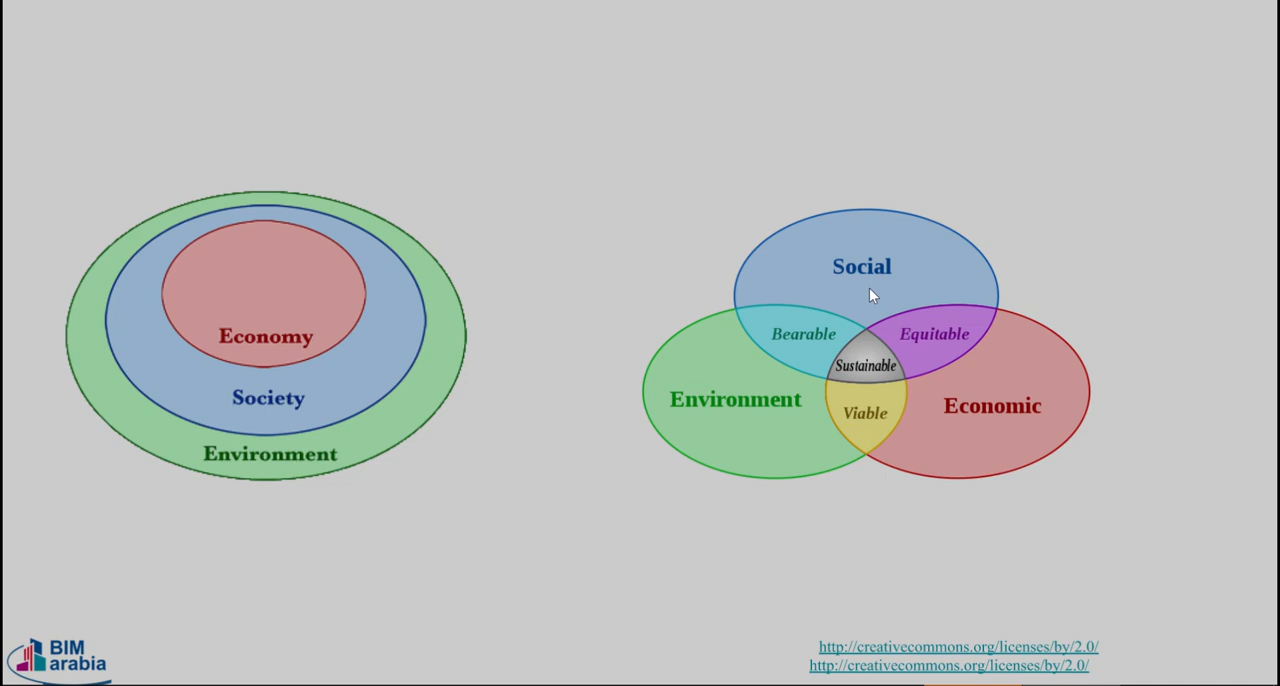 Economy
Society
Environment
Social
Bearable
Equitable
Sustainable
Environment
Viable
Economic
BIM
arabia
http://creativecommons.org/licenses/by/2.0/
http://creativecommons.org/licenses/by/2.0/